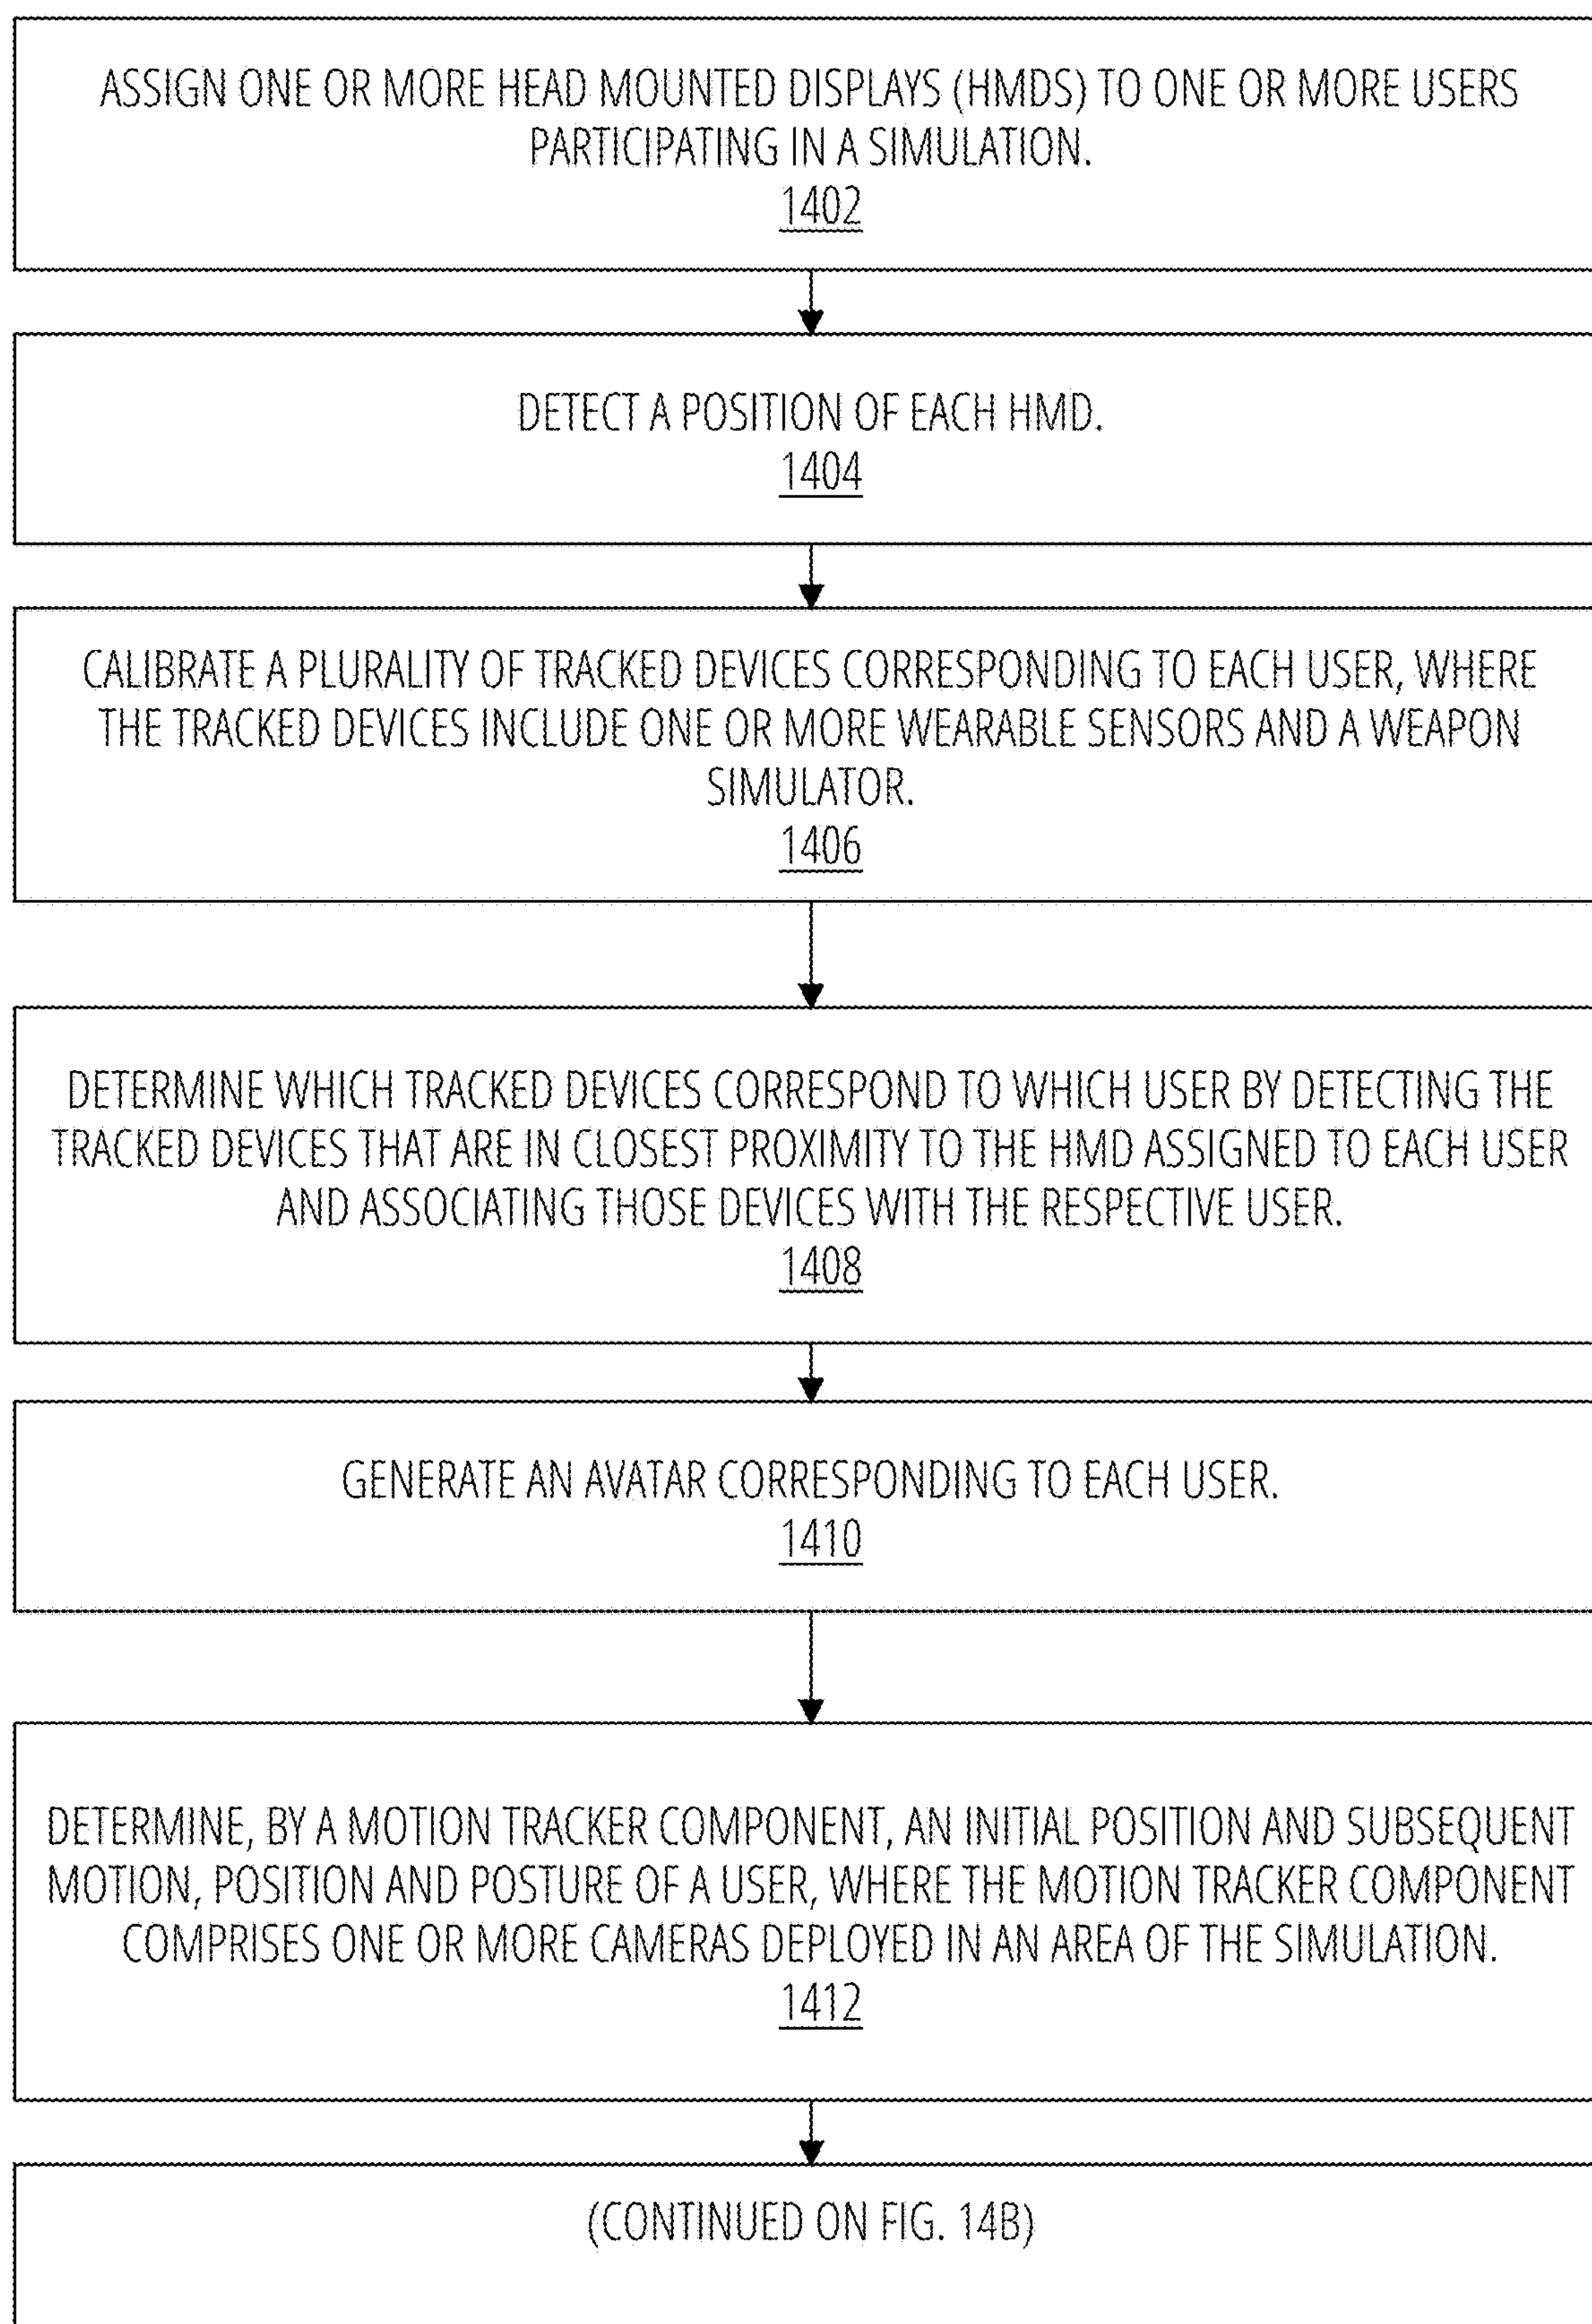 ASSIGN ONE OR MORE HEAD MOUNTED DISPLAYS (HMDS) TO ONE OR MORE USERS
PARTICIPATING IN A SIMULATION.
1402
DETECT A POSITION OF EACH HMD.
1404
CALIBRATE A PLURALITY OF TRACKED DEVICES CORRESPONDING TO EACH USER, WHERE
THE TRACKED DEVICES INCLUDE ONE OR MORE WEARABLE SENSORS AND A WEAPON
SIMULATOR.
1406
DETERMINE WHICH TRACKED DEVICES CORRESPOND TO WHICH USER BY DETECTING THE
TRACKED DEVICES THAT ARE IN CLOSEST PROXIMITY TO THE HMD ASSIGNED TO EACH USER
AND ASSOCIATING THOSE DEVICES WITH THE RESPECTIVE USER.
1408
GENERATE AN AVATAR CORRESPONDING TO EACH USER.
1410
DETERMINE, BY A MOTION TRACKER COMPONENT, AN INITIAL POSITION AND SUBSEQUENT
MOTION, POSITION AND POSTURE OF A USER, WHERE THE MOTION TRACKER COMPONENT
COMPRISES ONE OR MORE CAMERAS DEPLOYED IN AN AREA OF THE SIMULATION.
1412
(CONTINUED ON FIG. 14B)